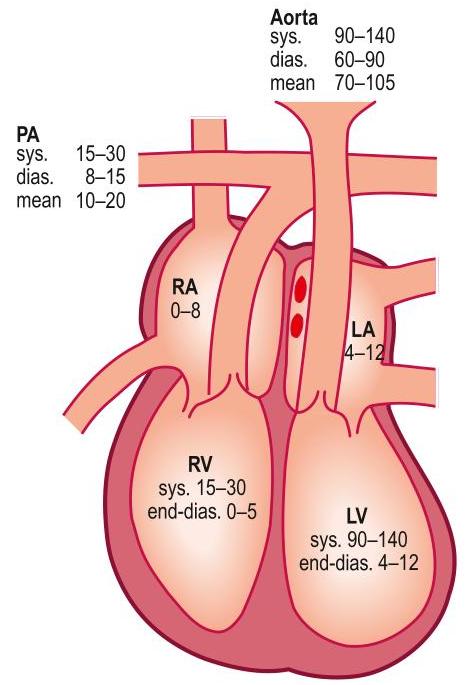 Aorta
sys. 90–140
dias. 60–90
mean 70–105
PA
sys. 15–30
dias. 8–15
mean 10–20
RA
0–8
LA
4–12
RV
sys. 15–30
end-dias. 0–5
LV
sys. 90–140
end-dias. 4–12